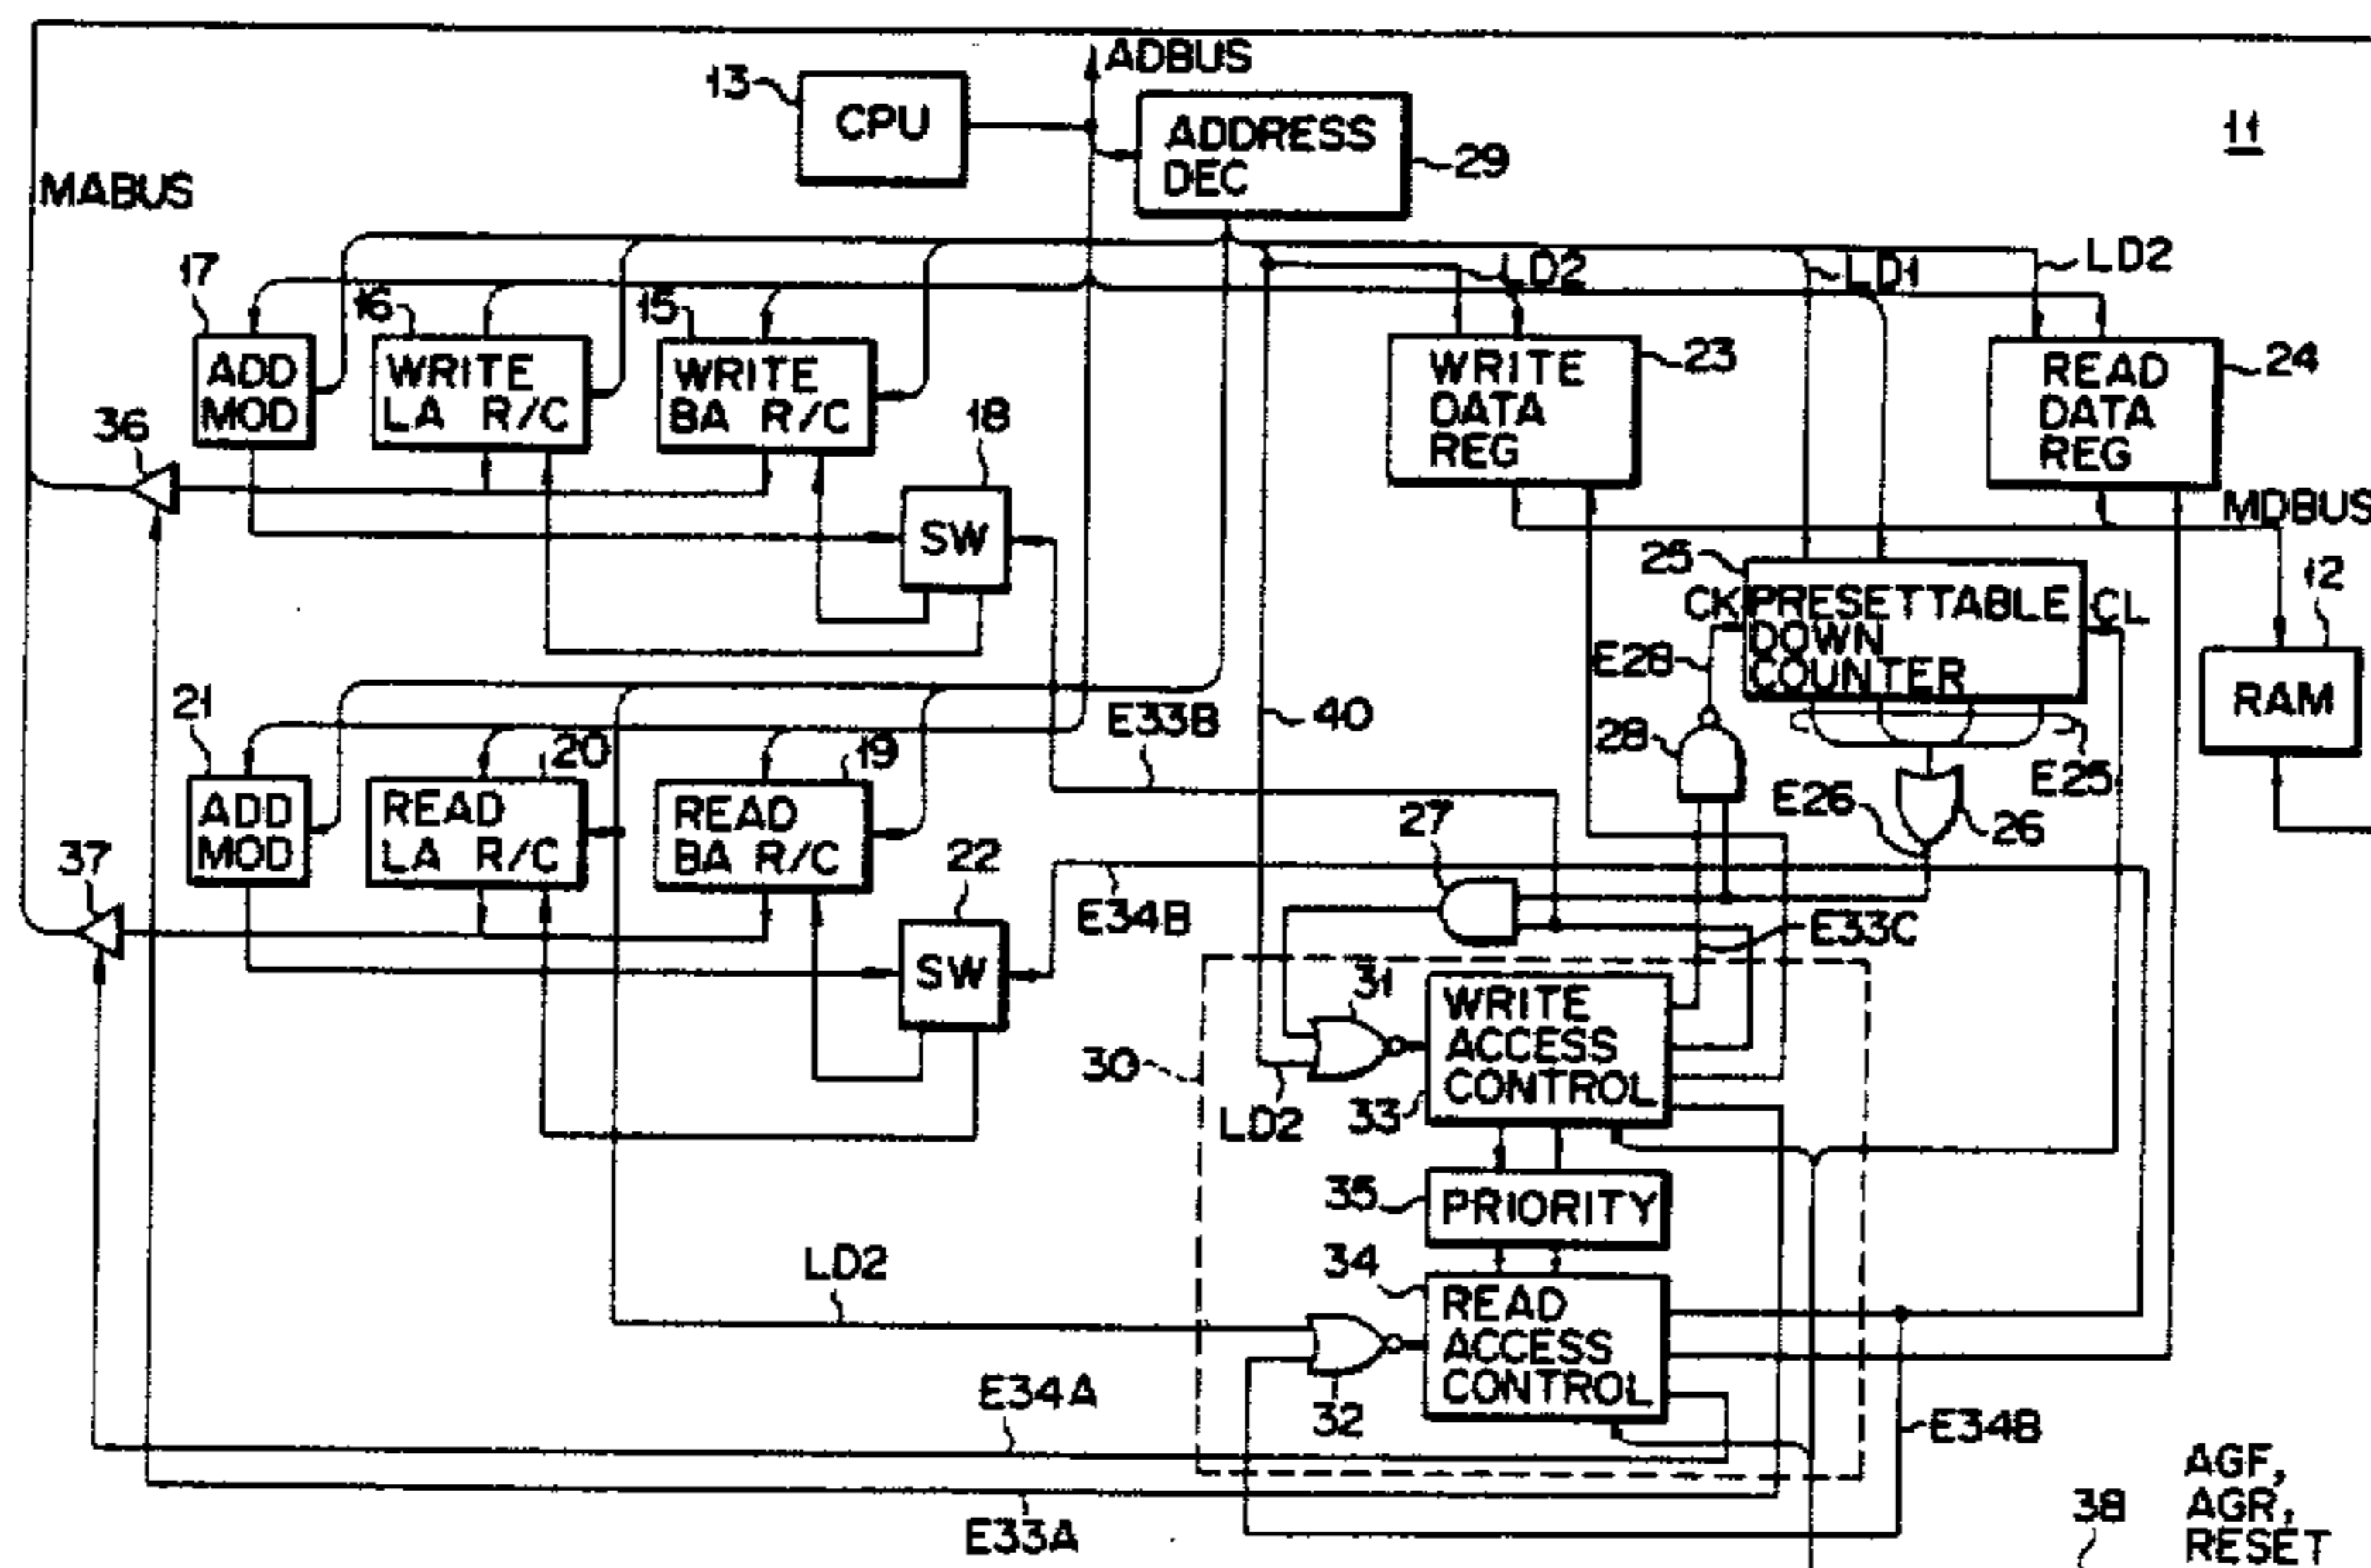 ADBUS
13
CPU
ADDRESS
DEC
29
11
MABUS
17
16
15
LD2
LD1
LD2
ADD
MOD
WRITE
LA R/C
WRITE
BA R/C
WRITE
DATA
REG
23
READ
DATA
REG
24
36
18
SW
MDBUS
25
CK
PRESETTABLE
DOWN
COUNTER
CL
12
E28
RAM
21
20
19
E33B
40
28
E25
ADD
MOD
READ
LA R/C
READ
BA R/C
E26
26
27
37
22
SW
E34B
E33C
31
WRITE
ACCESS
CONTROL
30
33
LD2
35
PRIORITY
34
LD2
READ
ACCESS
CONTROL
32
E34A
E34B
E33A
38
AGF,
AGR,
RESET